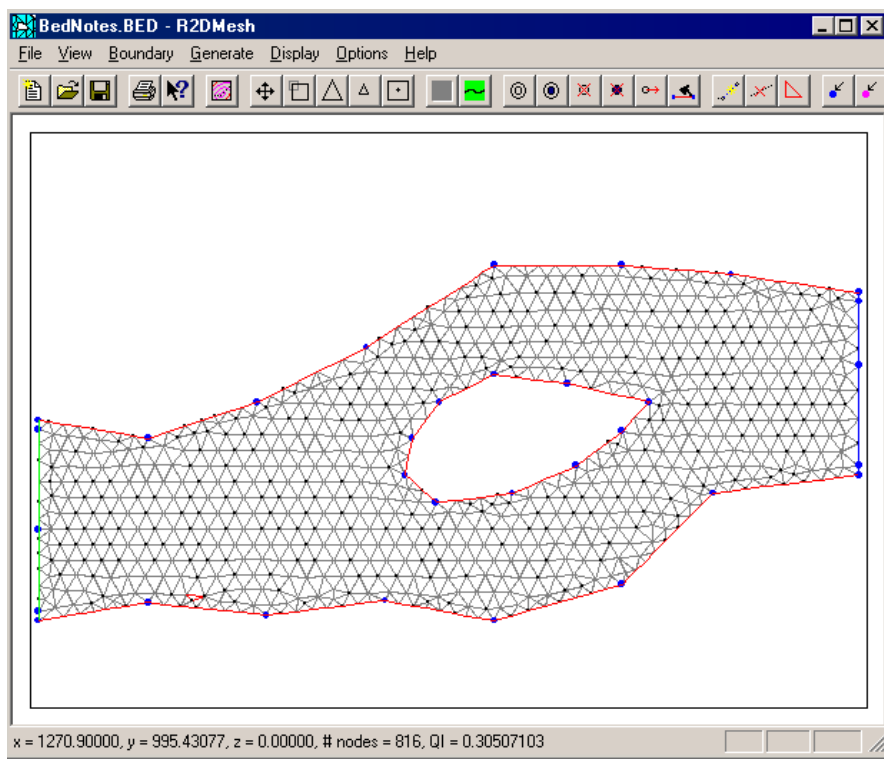 BedNotes.BED - R2DMesh
File View Boundary Generate Display Options Help
x = 1270.90000, y = 995.43077, z = 0.00000, # nodes = 816, QI = 0.30507103